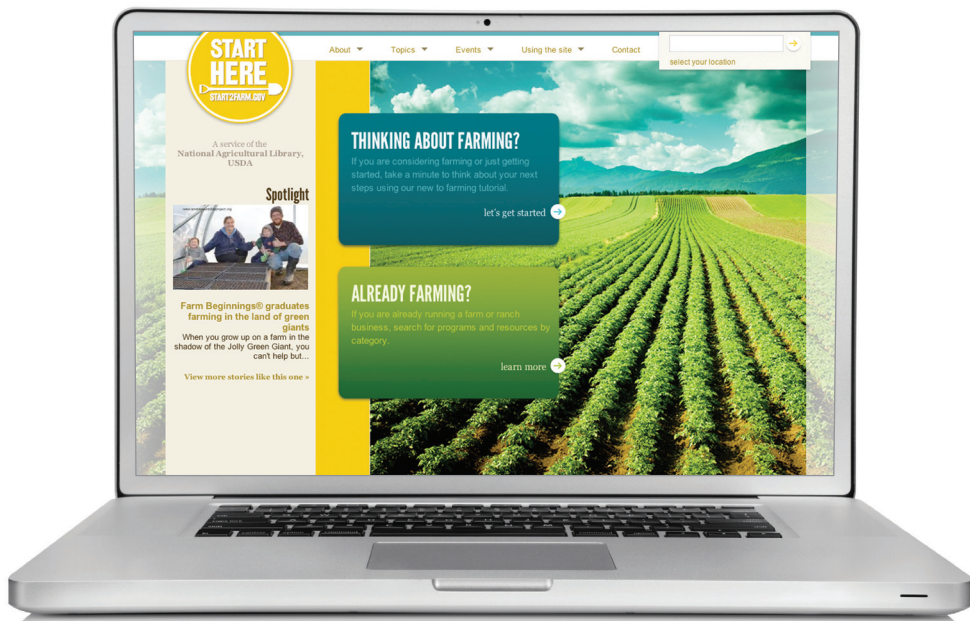 START
HERE
START2FARM.GOV
About
Topics
Events
Using the site
Contact
select your location
A service of the
National Agricultural Library,
USDA
Spotlight
Farm Beginnings® graduates
farming in the land of green
giants
When you grow up on a farm in the
shadow of the Jolly Green Giant, you
can't help but...
View more stories like this one »
THINKING ABOUT FARMING?
If you are considering farming or just getting
started, take a minute to think about your next
steps using our new to farming tutorial.
let's get started
ALREADY FARMING?
If you are already running a farm or ranch
business, search for programs and resources by
category.
learn more